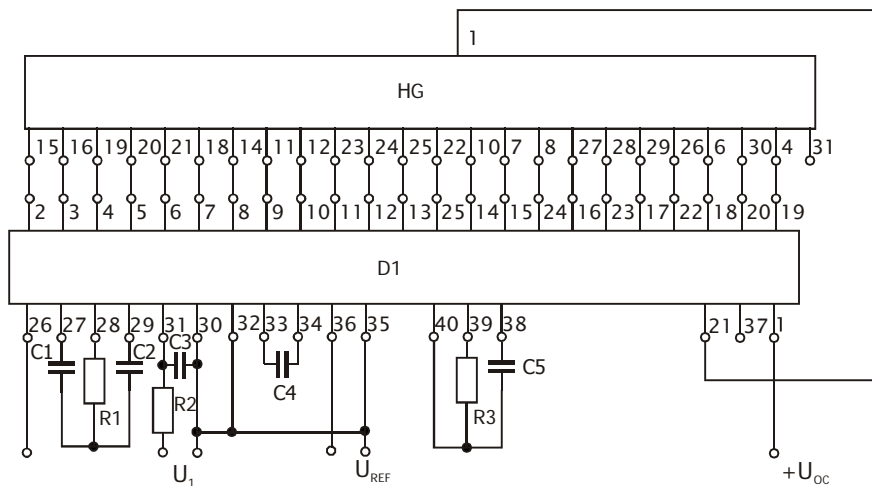 1
HG
15 16 19 20 21 18 14 11 12 23 24 25 22 10 7 8 27 28 29 26 6 30 4 31
2 3 4 5 6 7 8 9 10 11 12 13 25 14 15 24 16 23 17 22 18 20 19
D1
26 27 28 29 31 30 32 33 34 36 35 40 39 38 21 37 1
C1 C2 C3 C4 C5
R1 R2 R3
U₁ U_REF +U_OC